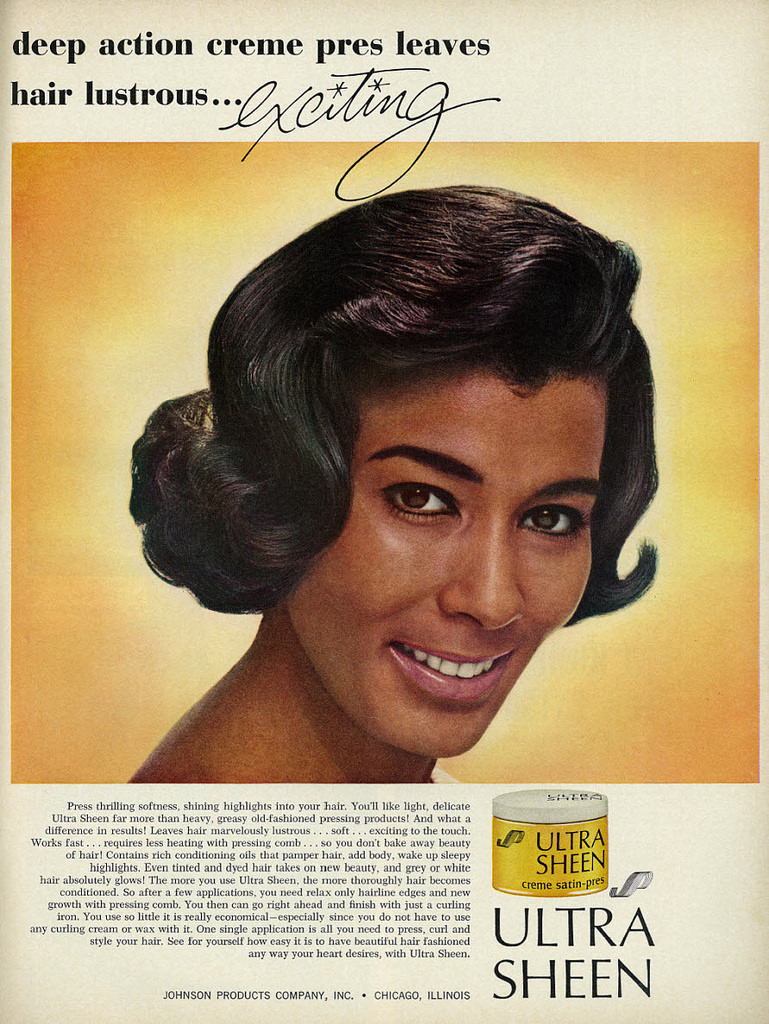 deep action creme pres leaves
hair lustrous... exciting
Press thrilling softness, shining highlights into your hair. You'll like light, delicate
Ultra Sheen far more than heavy, greasy old-fashioned pressing products! And what a
difference in results! Leaves hair marvelously lustrous . . . soft . . . exciting to the touch.
Works fast . . . requires less heating with pressing comb . . . so you don't bake away beauty
of hair! Contains rich conditioning oils that pamper hair, add body, wake up sleepy
highlights. Even tinted and dyed hair takes on new beauty, and grey or white
hair absolutely glows! The more you use Ultra Sheen, the more thoroughly hair becomes
conditioned. So after a few applications, you need relax only hairline edges and new
growth with pressing comb. You then can go right ahead and finish with just a curling
iron. You use so little it is really economical—especially since you do not have to use
any curling cream or wax with it. One single application is all you need to press, curl and
style your hair. See for yourself how easy it is to have beautiful hair fashioned
any way your heart desires, with Ultra Sheen.
JOHNSON PRODUCTS COMPANY, INC. • CHICAGO, ILLINOIS
ULTRA
SHEEN
ULTRA
SHEEN
creme satin-pres
ULTRA
SHEEN